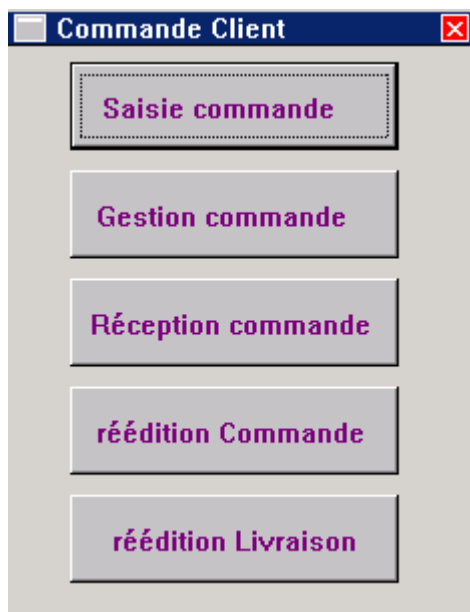 Commande Client
Saisie commande
Gestion commande
Réception commande
réédition Commande
réédition Livraison